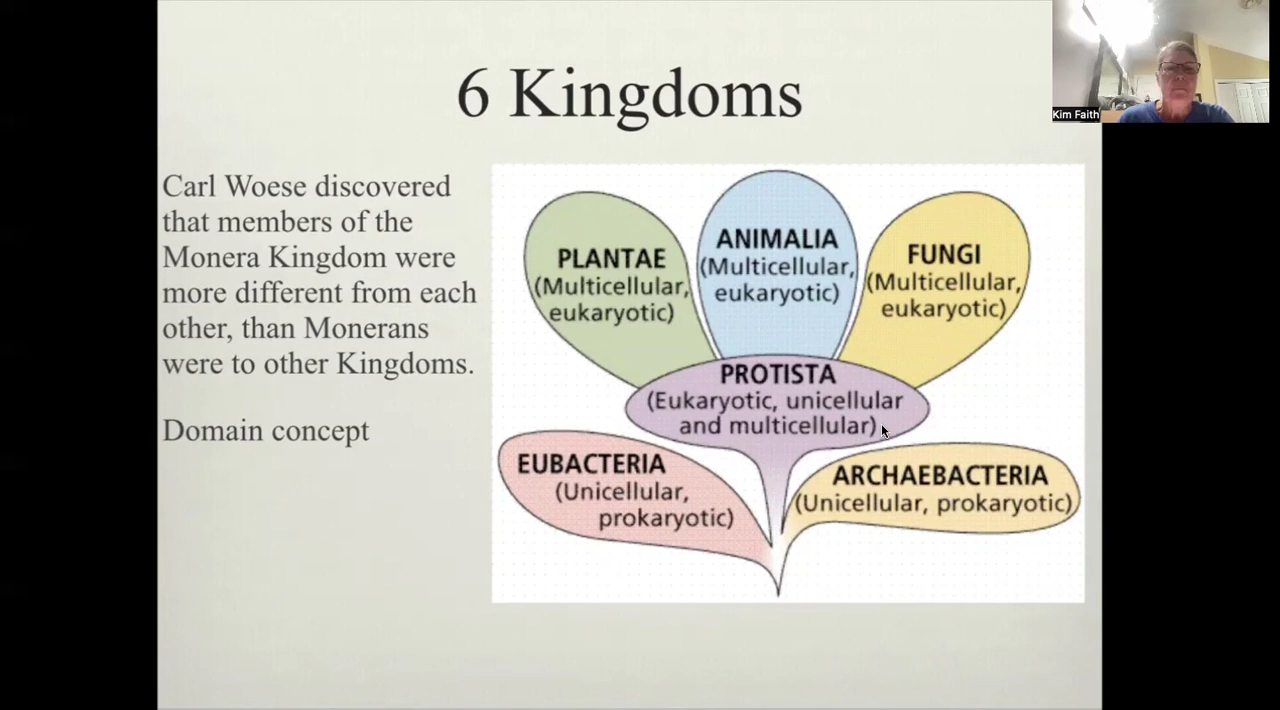 6 Kingdoms
Kim Faith
Carl Woese discovered
that members of the
Monera Kingdom were
more different from each
other, than Monerans
were to other Kingdoms.
Domain concept
PLANTAE
(Multicellular,
eukaryotic)
ANIMALIA
(Multicellular,
eukaryotic)
FUNGI
(Multicellular,
eukaryotic)
PROTISTA
(Eukaryotic, unicellular
and multicellular)
EUBACTERIA
(Unicellular,
prokaryotic)
ARCHAEBACTERIA
(Unicellular, prokaryotic)